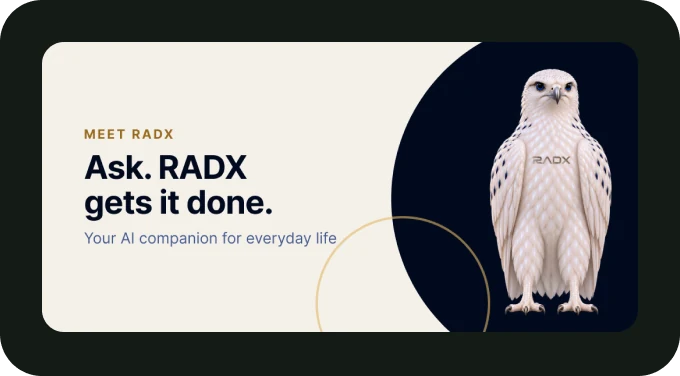 MEET RADX
Ask. RADX
gets it done.
Your AI companion for everyday life
RADX